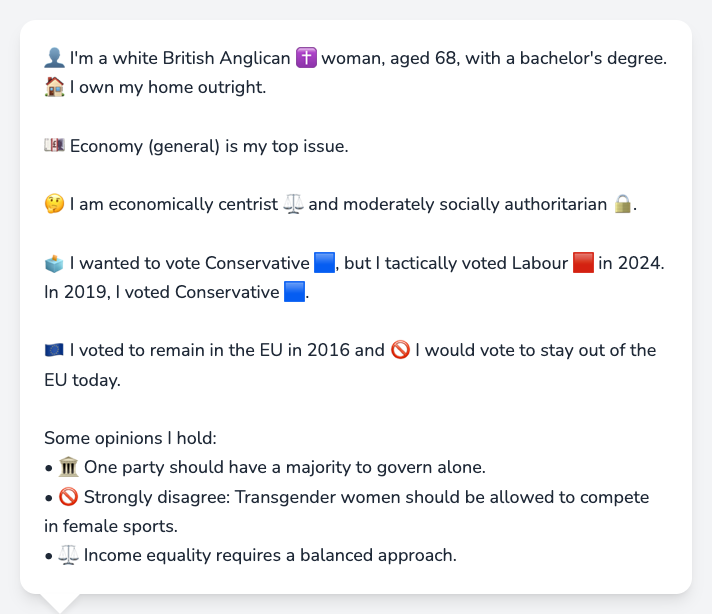 👤 I'm a white British Anglican ✝️ woman, aged 68, with a bachelor's degree.
🏠 I own my home outright.
💷 Economy (general) is my top issue.
🤔 I am economically centrist ⚖️ and moderately socially authoritarian 🔒.
🗳️ I wanted to vote Conservative 🟦, but I tactically voted Labour 🟥 in 2024.
In 2019, I voted Conservative 🟦.
🇪🇺 I voted to remain in the EU in 2016 and 🚫 I would vote to stay out of the
EU today.
Some opinions I hold:
• 🏛️ One party should have a majority to govern alone.
• 🚫 Strongly disagree: Transgender women should be allowed to compete
in female sports.
• ⚖️ Income equality requires a balanced approach.